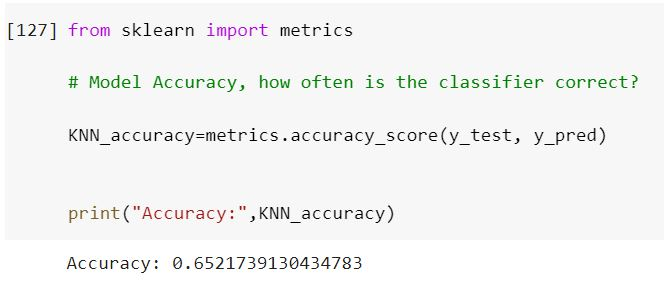 [127] from sklearn import metrics
# Model Accuracy, how often is the classifier correct?
KNN_accuracy=metrics.accuracy_score(y_test, y_pred)
print("Accuracy:",KNN_accuracy)
Accuracy: 0.6521739130434783